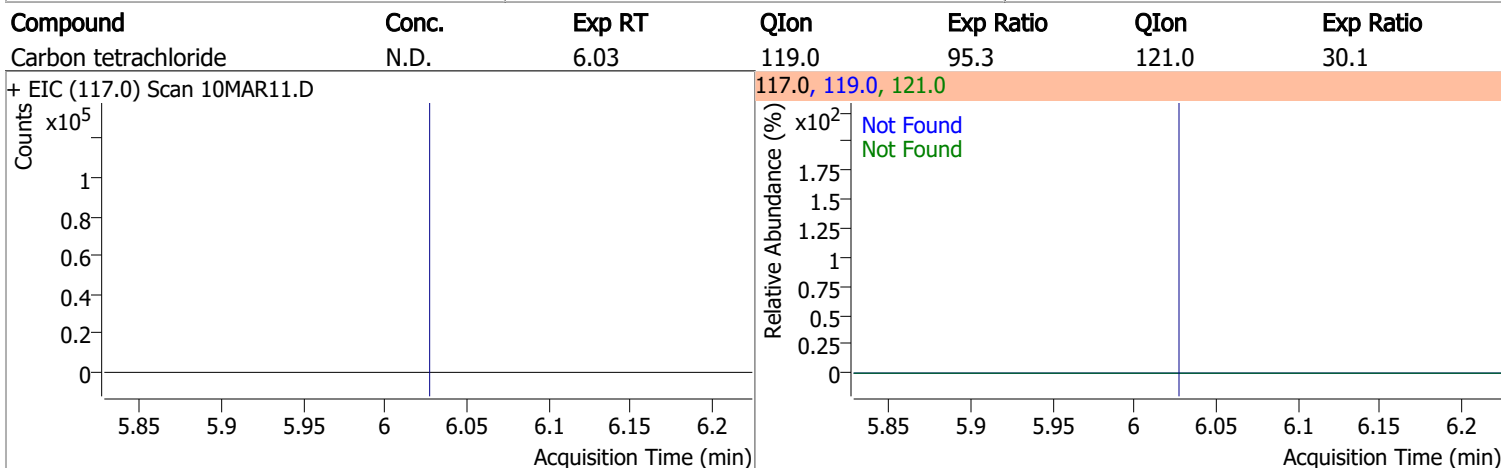 Compound Conc. Exp RT QIon Exp Ratio QIon Exp Ratio
Carbon tetrachloride N.D. 6.03 119.0 95.3 121.0 30.1
+ EIC (117.0) Scan 10MAR11.D
Counts
x10⁵
1
0.8
0.6
0.4
0.2
0
5.85 5.9 5.95 6 6.05 6.1 6.15 6.2
Acquisition Time (min)
117.0, 119.0, 121.0
Relative Abundance (%)
x10²
Not Found
Not Found
1.75
1.5
1.25
1
0.75
0.5
0.25
0
5.85 5.9 5.95 6 6.05 6.1 6.15 6.2
Acquisition Time (min)